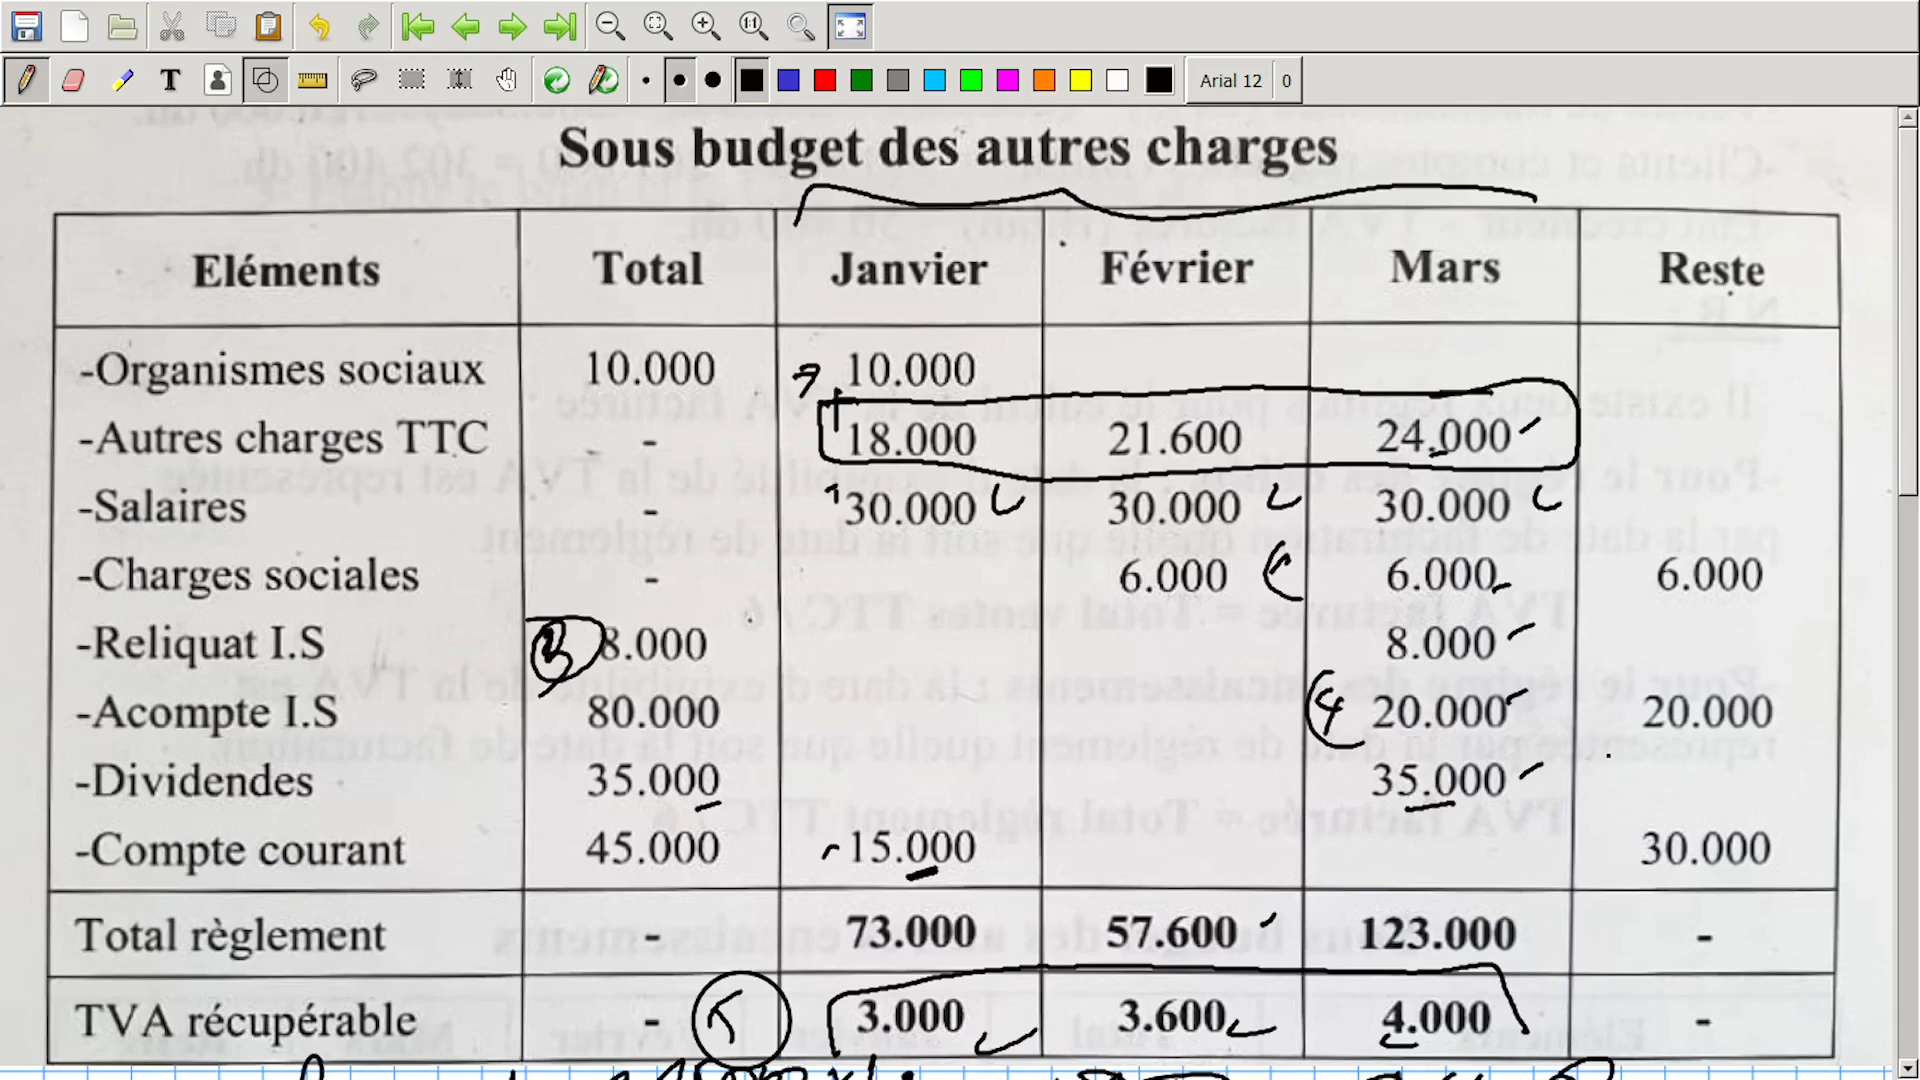 Arial 12 0
Sous budget des autres charges
Eléments Total Janvier Février Mars Reste
-Organismes sociaux 10.000 10.000
-Autres charges TTC - 18.000 21.600 24.000
-Salaires - 30.000 30.000 30.000
-Charges sociales - 6.000 6.000 6.000
-Reliquat I.S 8.000 8.000
-Acompte I.S 80.000 20.000 20.000
-Dividendes 35.000 35.000
-Compte courant 45.000 15.000 30.000
Total règlement - 73.000 57.600 123.000 -
TVA récupérable - 3.000 3.600 4.000 -